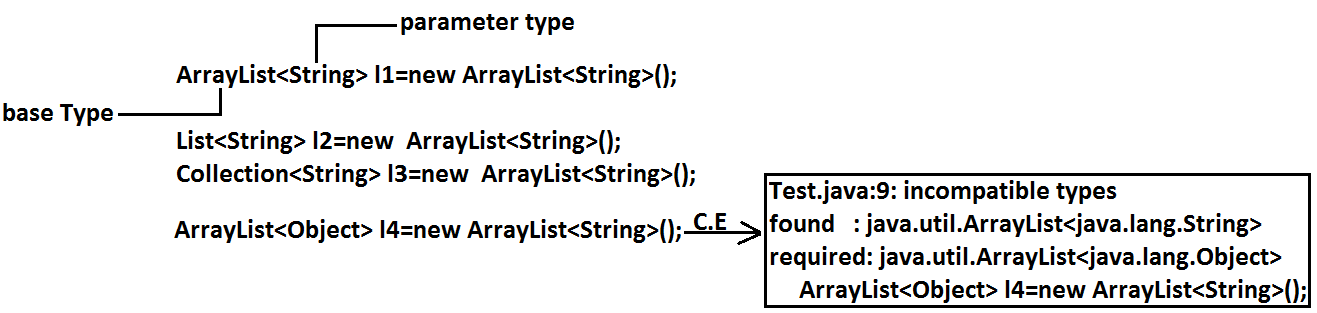 parameter type
ArrayList<String> l1=new ArrayList<String>();
base Type
List<String> l2=new  ArrayList<String>();
Collection<String> l3=new  ArrayList<String>();
ArrayList<Object> l4=new ArrayList<String>();
C.E
Test.java:9: incompatible types
found   : java.util.ArrayList<java.lang.String>
required: java.util.ArrayList<java.lang.Object>
ArrayList<Object> l4=new ArrayList<String>();